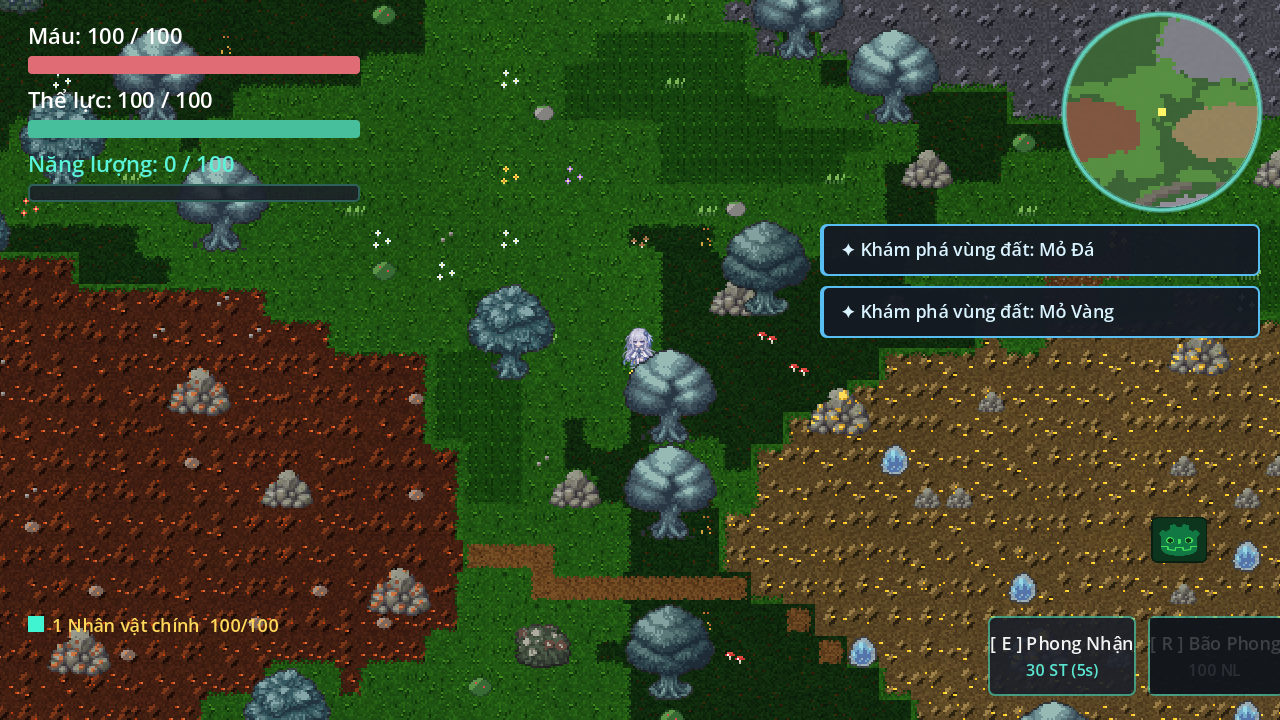 Máu: 100 / 100
Thể lực: 100 / 100
Năng lượng: 0 / 100
✦ Khám phá vùng đất: Mỏ Đá
✦ Khám phá vùng đất: Mỏ Vàng
1 Nhân vật chính 100/100
[ E ] Phong Nhận
30 ST (5s)
[ R ] Bão Phong
100 NL